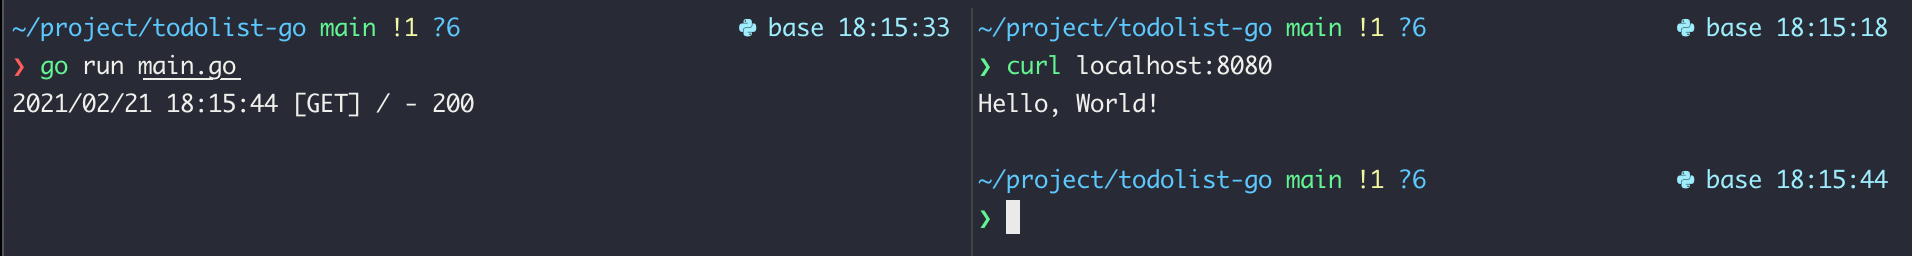 ~/project/todolist-go main !1 ?6 base 18:15:33
❯ go run main.go
2021/02/21 18:15:44 [GET] / - 200
~/project/todolist-go main !1 ?6 base 18:15:18
❯ curl localhost:8080
Hello, World!
~/project/todolist-go main !1 ?6 base 18:15:44
❯